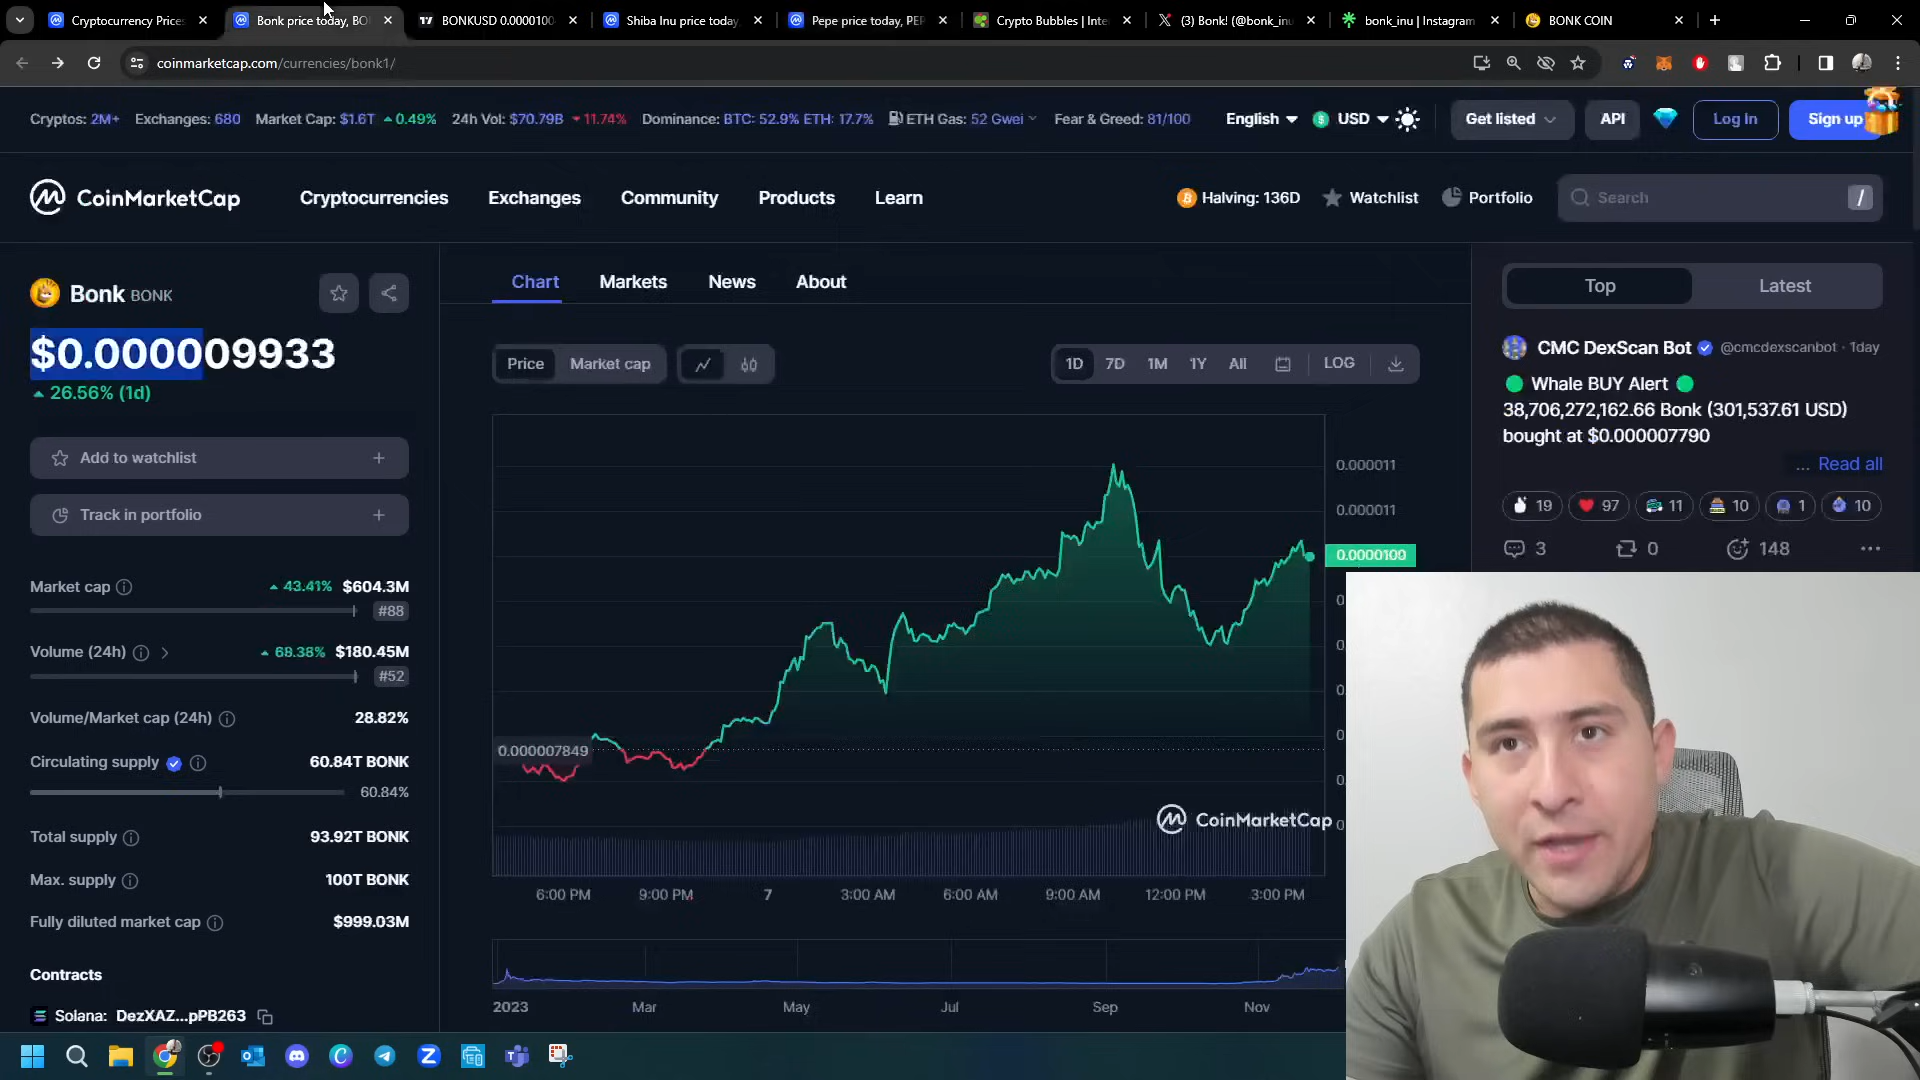 Cryptocurrency Prices
Bonk price today, BO
BONKUSD 0.0000100
Shiba Inu price today
Pepe price today, PEP
Crypto Bubbles | Inte
(3) Bonk! (@bonk_inu
bonk_inu | Instagram
BONK COIN
coinmarketcap.com/currencies/bonk1/
Cryptos: 2M+ Exchanges: 680 Market Cap: $1.6T 0.49% 24h Vol: $70.79B 11.74% Dominance: BTC: 52.9% ETH: 17.7% ETH Gas: 52 Gwei Fear & Greed: 81/100
English USD Get listed API Log In Sign up
CoinMarketCap
Cryptocurrencies Exchanges Community Products Learn
Halving: 136D Watchlist Portfolio Search /
Bonk BONK
$0.000009933
26.56% (1d)
Add to watchlist +
Track in portfolio +
Market cap 43.41% $604.3M
#88
Volume (24h) 68.38% $180.45M
#52
Volume/Market cap (24h) 28.82%
Circulating supply 60.84T BONK
60.84%
Total supply 93.92T BONK
Max. supply 100T BONK
Fully diluted market cap $999.03M
Contracts
Solana: DexXAZ...pPB263
Chart Markets News About
Price Market cap
1D 7D 1M 1Y All LOG
0.000011
0.000011
0.0000100
0.000007849
CoinMarketCap
6:00 PM 9:00 PM 7 3:00 AM 6:00 AM 9:00 AM 12:00 PM 3:00 PM
2023 Mar May Jul Sep Nov
Top Latest
CMC DexScan Bot @cmcdexscanbot · 1day
Whale BUY Alert
38,706,272,162.66 Bonk (301,537.61 USD)
bought at $0.000007790
... Read all
19 97 11 10 1 10
3 0 148